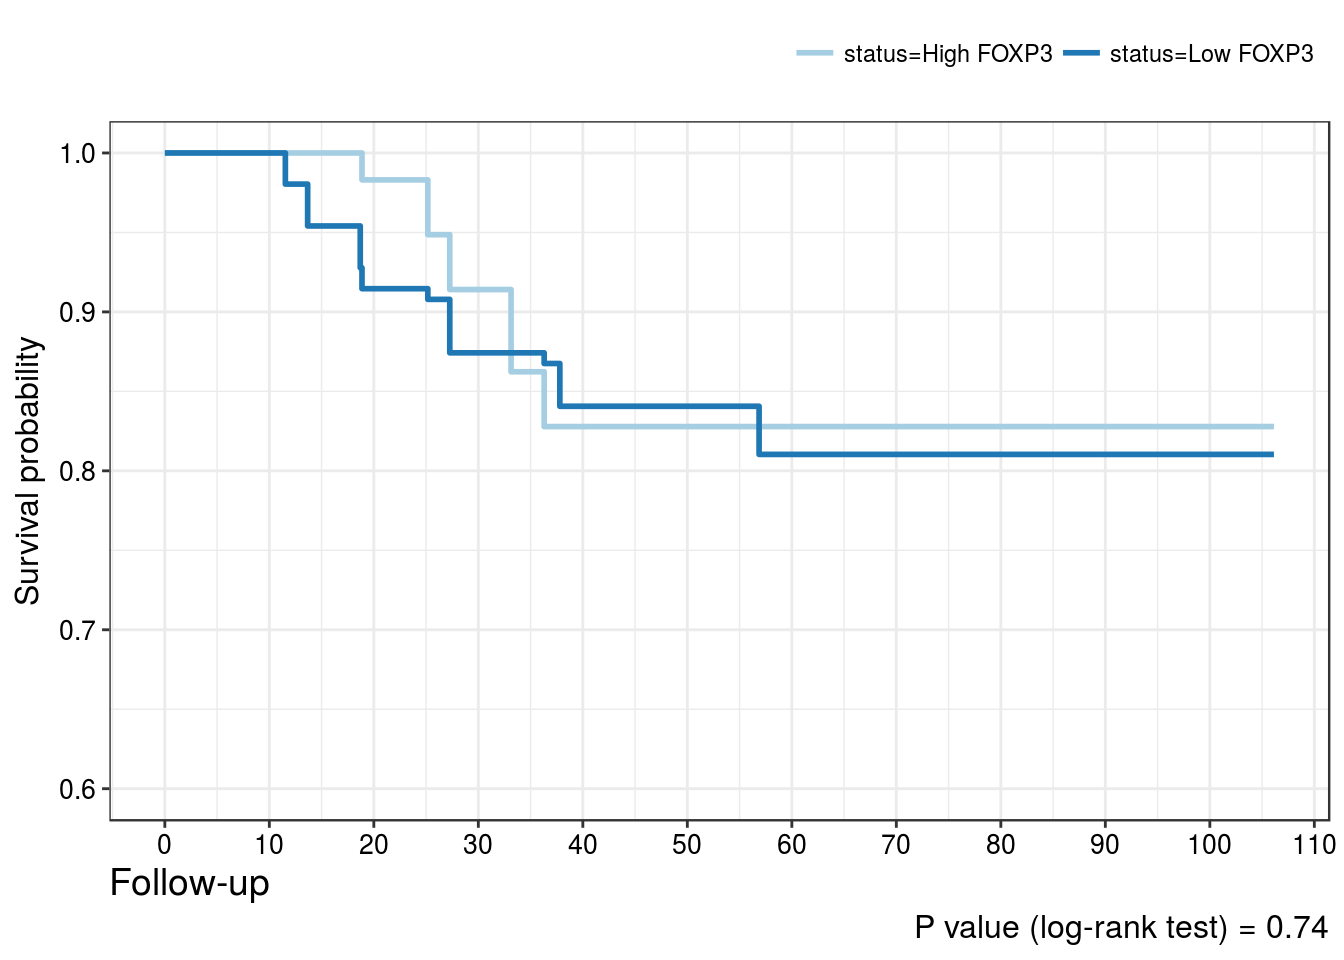 status=High FOXP3 status=Low FOXP3
1.0
0.9
0.8
0.7
0.6
Survival probability
0 10 20 30 40 50 60 70 80 90 100 110
Follow-up
P value (log-rank test) = 0.74